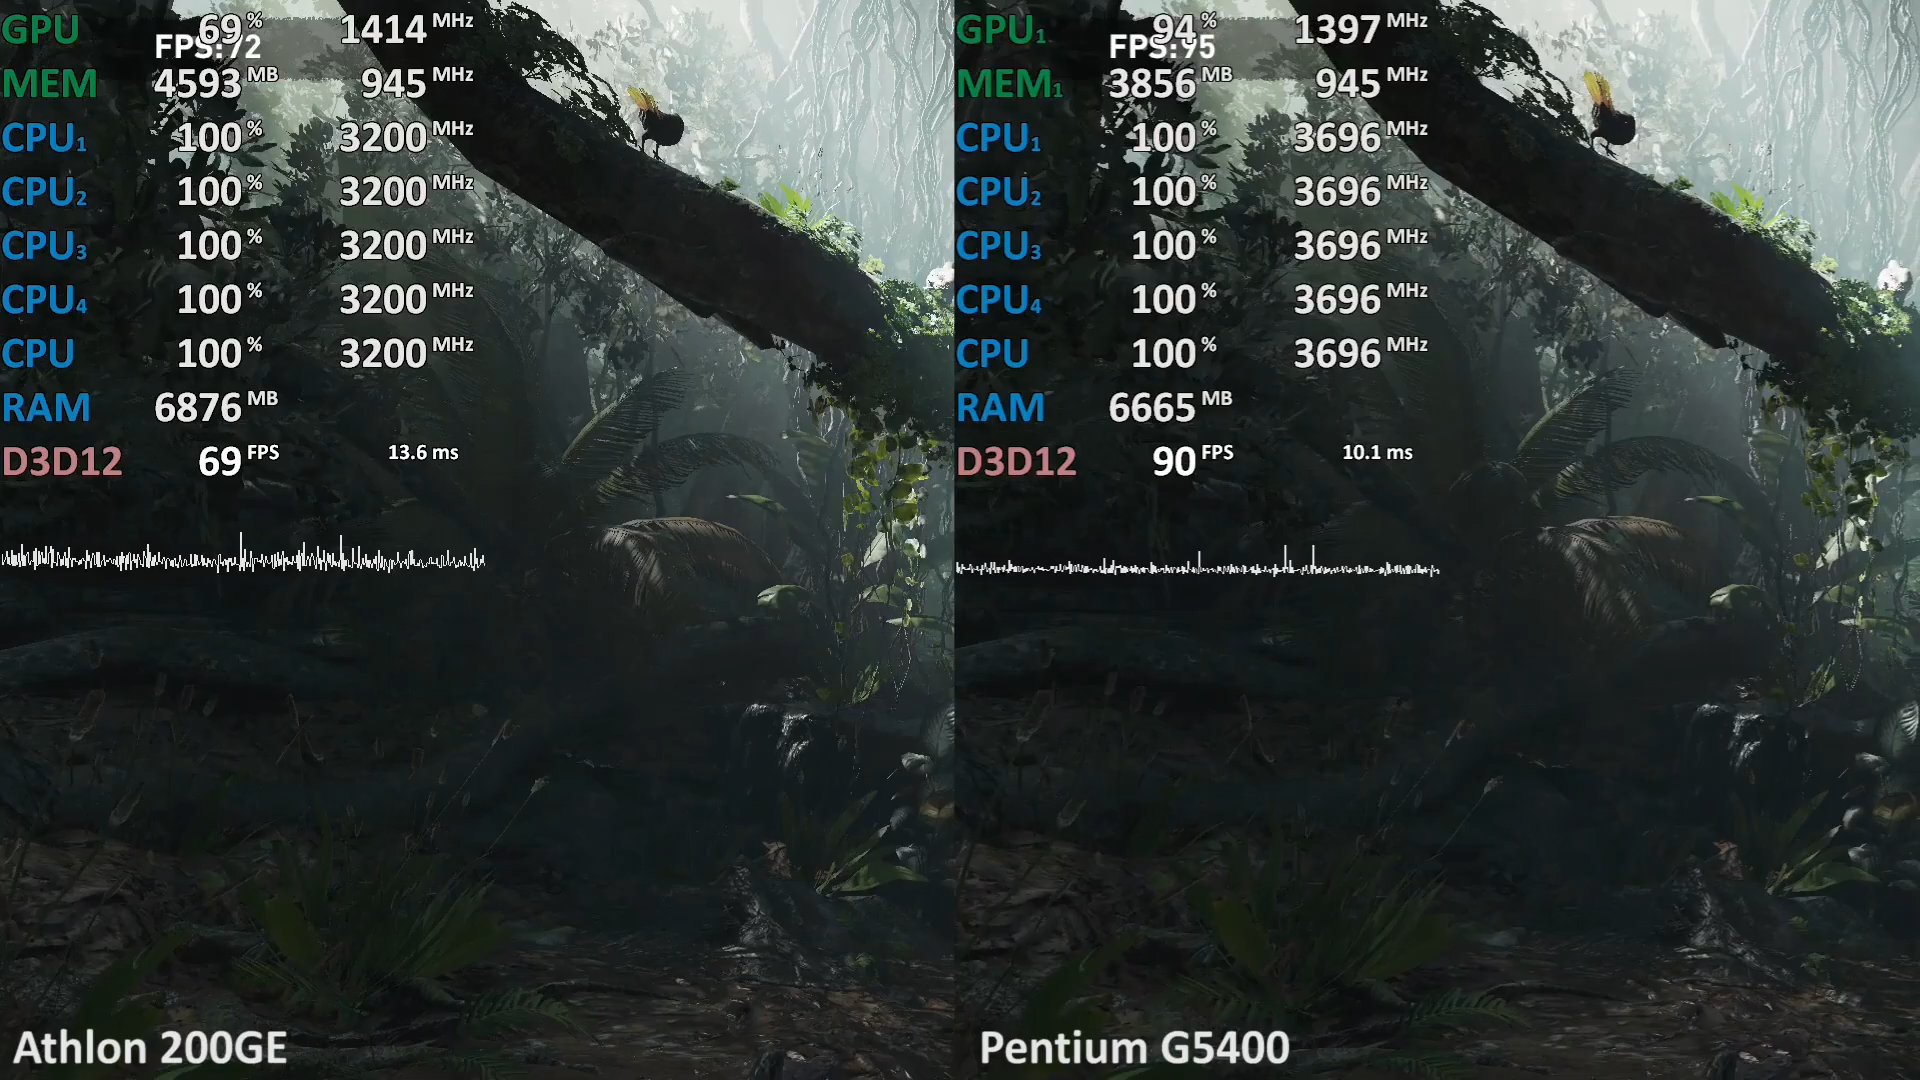 GPU 69 % 1414 MHz
FPS:72
MEM 4593 MB 945 MHz
CPU1 100 % 3200 MHz
CPU2 100 % 3200 MHz
CPU3 100 % 3200 MHz
CPU4 100 % 3200 MHz
CPU 100 % 3200 MHz
RAM 6876 MB
D3D12 69 FPS 13.6 ms
Athlon 200GE
GPU1 94 % 1397 MHz
FPS:95
MEM1 3856 MB 945 MHz
CPU1 100 % 3696 MHz
CPU2 100 % 3696 MHz
CPU3 100 % 3696 MHz
CPU4 100 % 3696 MHz
CPU 100 % 3696 MHz
RAM 6665 MB
D3D12 90 FPS 10.1 ms
Pentium G5400